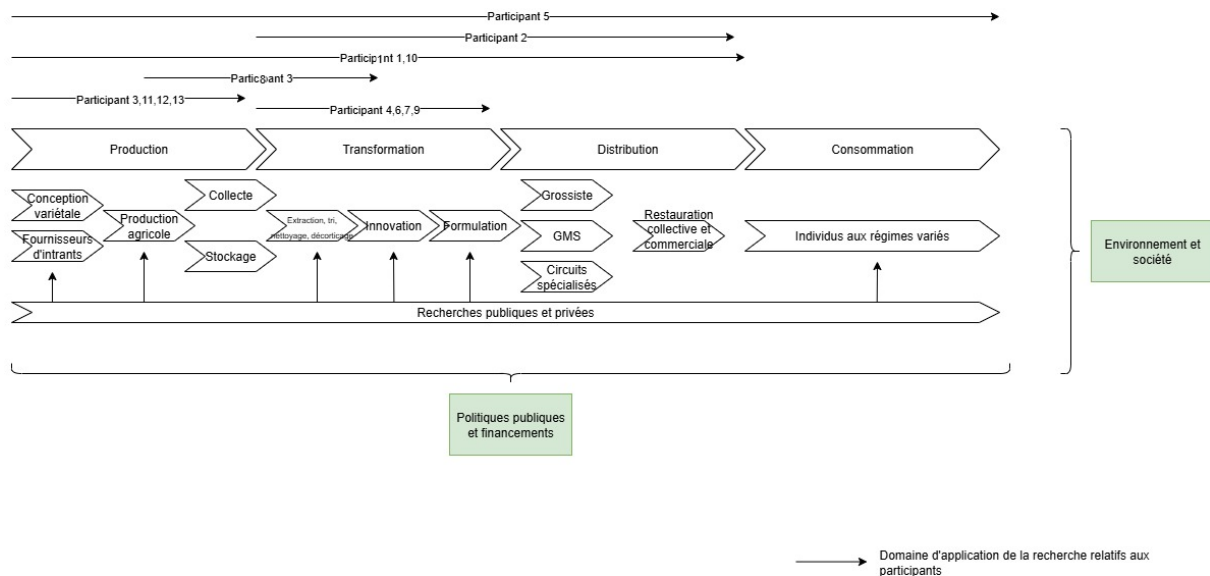 Participant 5
Participant 2
Participant 1,10
Participant 3
Participant 3,11,12,13
Participant 4,6,7,9
Production
Transformation
Distribution
Consommation
Conception
variétale
Fournisseurs
d'intrants
Production
agricole
Collecte
Stockage
Extraction, tri,
nettoyage, décorticage
Innovation
Formulation
Grossiste
GMS
Circuits
spécialisés
Restauration
collective et
commerciale
Individus aux régimes variés
Environnement et
société
Recherches publiques et privées
Politiques publiques
et financements
Domaine d'application de la recherche relatifs aux
participants